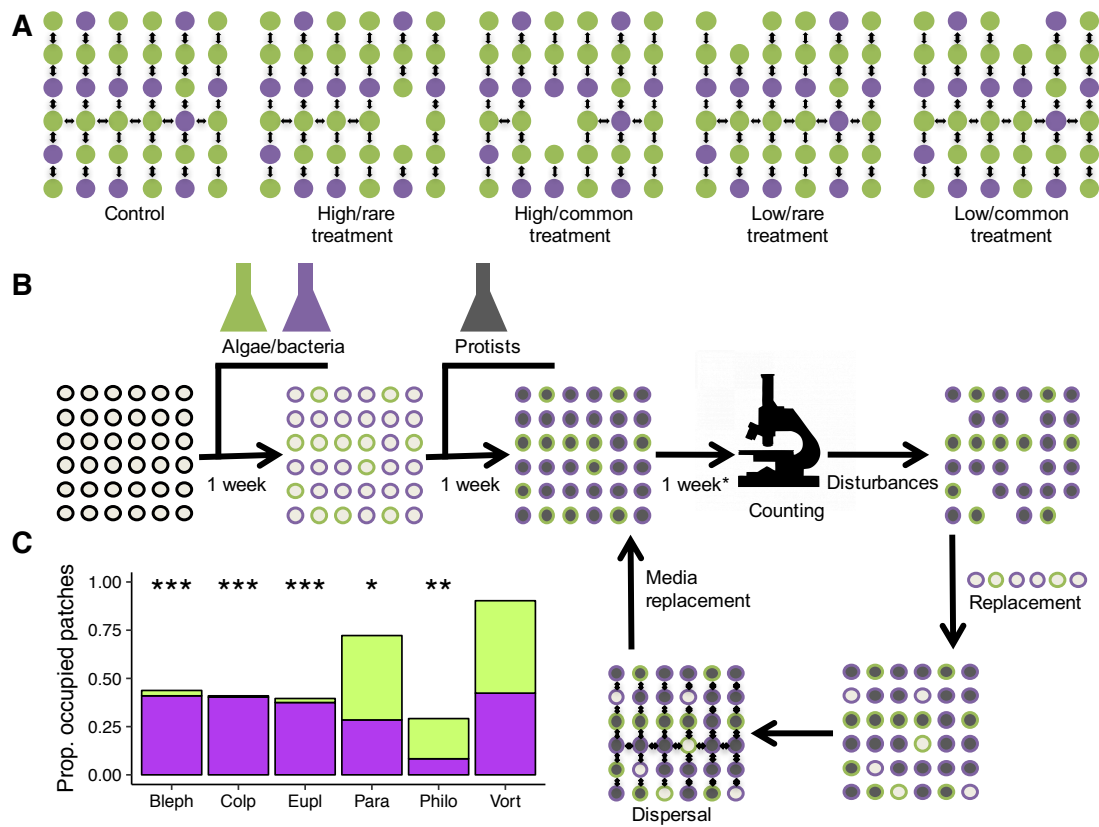 A
Control
High/rare
treatment
High/common
treatment
Low/rare
treatment
Low/common
treatment
B
Algae/bacteria
Protists
1 week
1 week
1 week*
Counting
Disturbances
Replacement
Media
replacement
Dispersal
C
Prop. occupied patches
1.00
0.75
0.50
0.25
0.00
*** *** *** * **
Bleph Colp Eupl Para Philo Vort